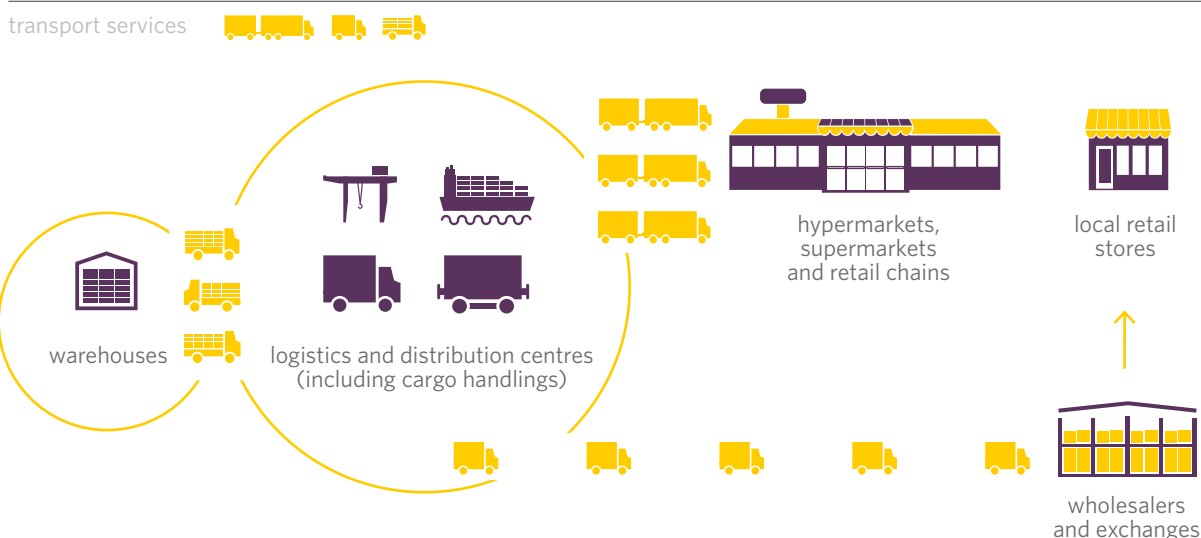 transport services
hypermarkets,
supermarkets
and retail chains
local retail
stores
warehouses
logistics and distribution centres
(including cargo handlings)
wholesalers
and exchanges